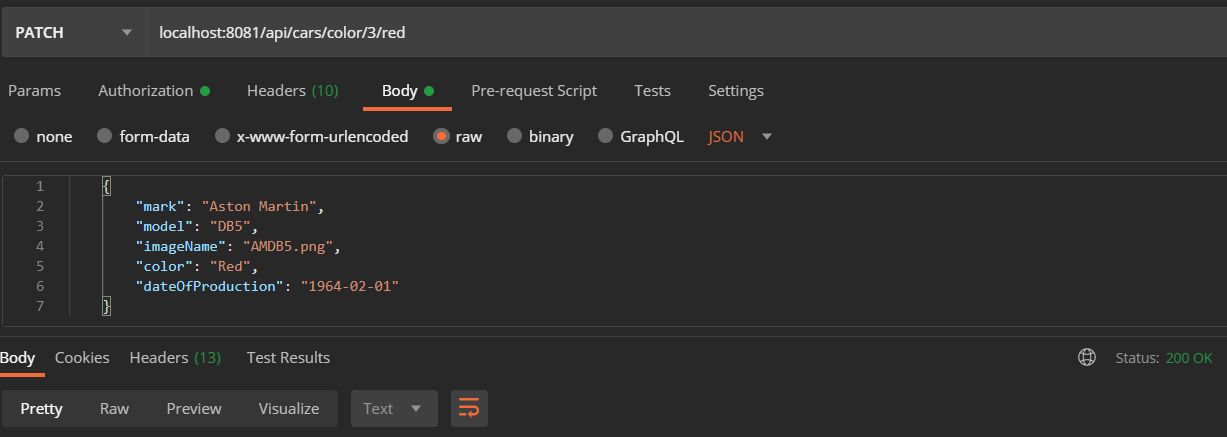 PATCH localhost:8081/api/cars/color/3/red
Params Authorization Headers (10) Body Pre-request Script Tests Settings
none form-data x-www-form-urlencoded raw binary GraphQL JSON
1 {
2 "mark": "Aston Martin",
3 "model": "DB5",
4 "imageName": "AMDB5.png",
5 "color": "Red",
6 "dateOfProduction": "1964-02-01"
7 }
Body Cookies Headers (13) Test Results Status: 200 OK
Pretty Raw Preview Visualize Text